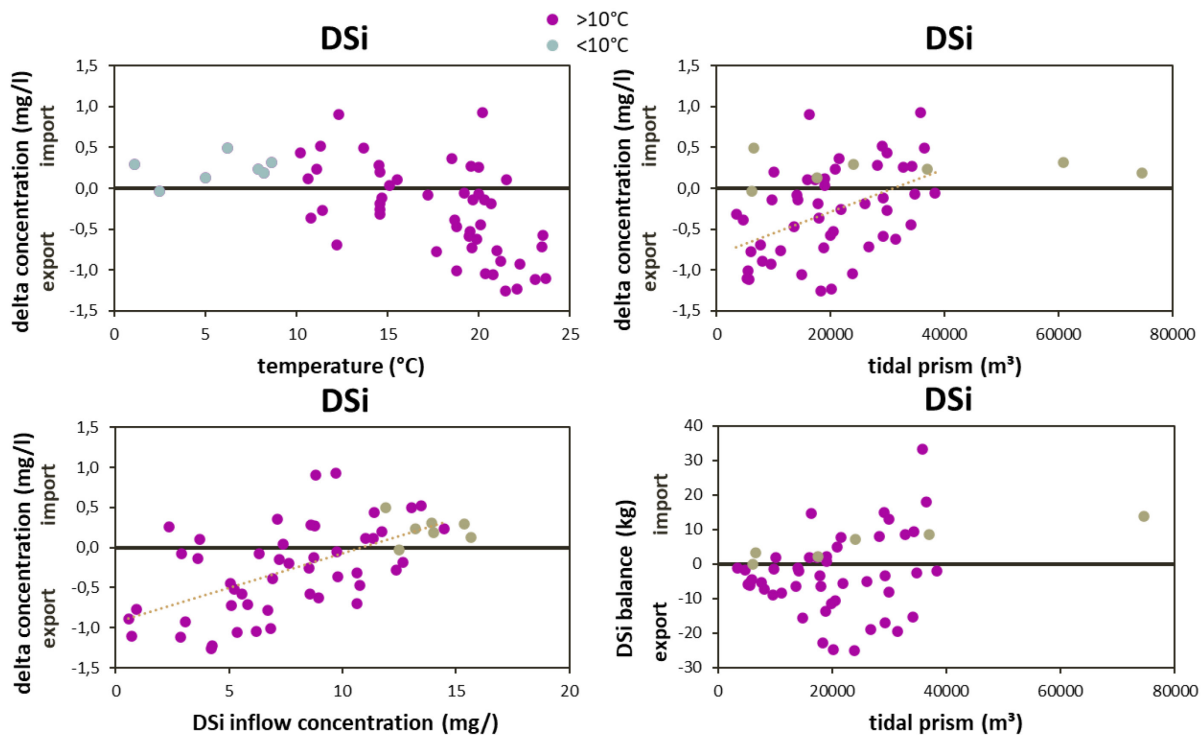 >10°C
<10°C
DSi
delta concentration (mg/l)
export import
1,5
1,0
0,5
0,0
-0,5
-1,0
-1,5
0 5 10 15 20 25
temperature (°C)
DSi
delta concentration (mg/l)
export import
1,5
1,0
0,5
0,0
-0,5
-1,0
-1,5
0 20000 40000 60000 80000
tidal prism (m³)
DSi
delta concentration (mg/l)
export import
1,5
1,0
0,5
0,0
-0,5
-1,0
-1,5
0 5 10 15 20
DSi inflow concentration (mg/)
DSi
DSi balance (kg)
export import
40
30
20
10
0
-10
-20
-30
0 20000 40000 60000 80000
tidal prism (m³)